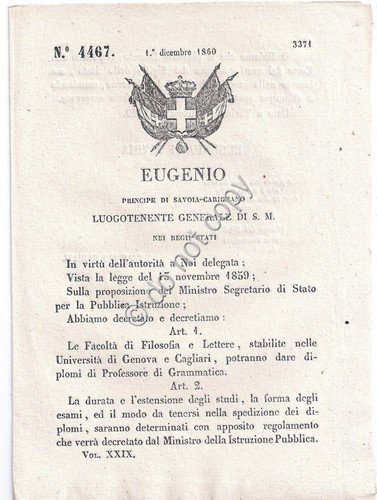 N.º 4467. 1.º dicembre 1860 3371
EUGENIO
PRINCIPE DI SAVOIA-CARIGNANO
LUOGOTENENTE GENERALE DI S. M.
NEI REGII STATI
In virtù dell'autorità a Noi delegata ;
Vista la legge del 13 novembre 1859 ;
Sulla proposizione del Ministro Segretario di Stato
per la Pubblica Istruzione ;
Abbiamo decretato e decretiamo :
Art. 1.
Le Facoltà di Filosofia e Lettere, stabilite nelle
Università di Genova e Cagliari, potranno dare di-
plomi di Professore di Grammatica.
Art. 2.
La durata e l'estensione degli studi, la forma degli
esami, ed il modo da tenersi nella spedizione dei di-
plomi, saranno determinati con apposito regolamento
che verrà decretato dal Ministro della Istruzione Pubblica.
VOL. XXIX.
do not copy